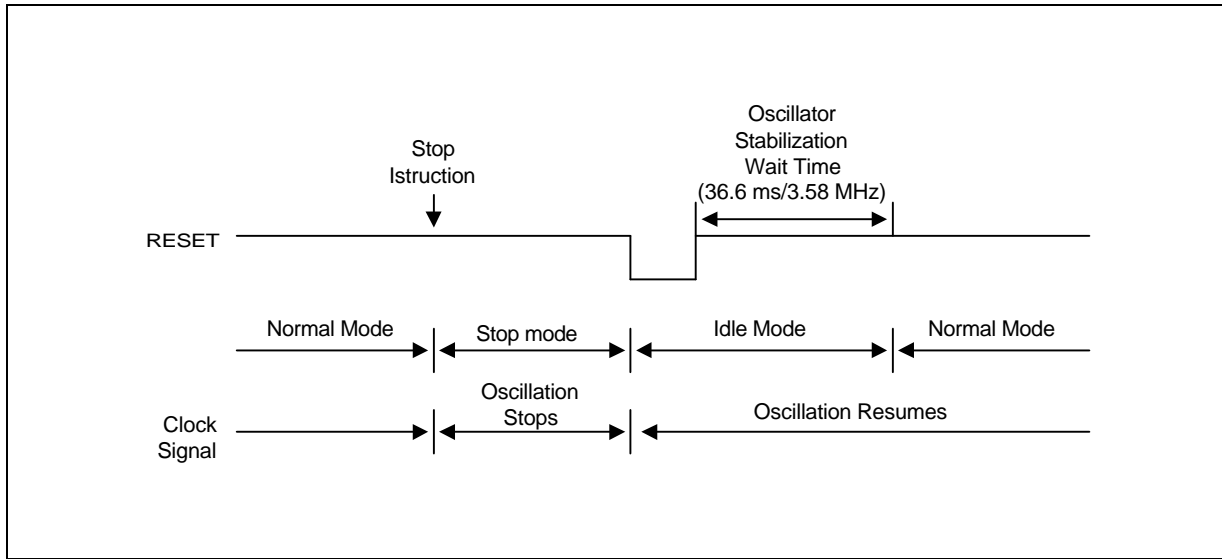 Oscillator
Stabilization
Wait Time
(36.6 ms/3.58 MHz)
Stop
Istruction
RESET
Normal Mode
Stop mode
Idle Mode
Normal Mode
Oscillation
Stops
Oscillation Resumes
Clock
Signal